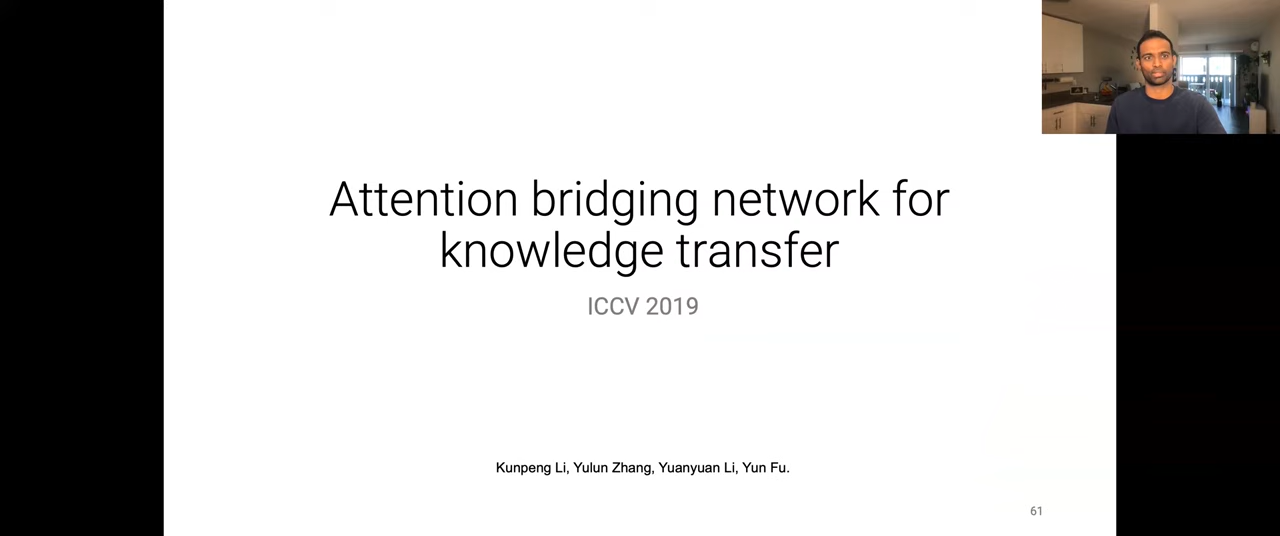 Attention bridging network for
knowledge transfer
ICCV 2019
Kunpeng Li, Yulun Zhang, Yuanyuan Li, Yun Fu.
61